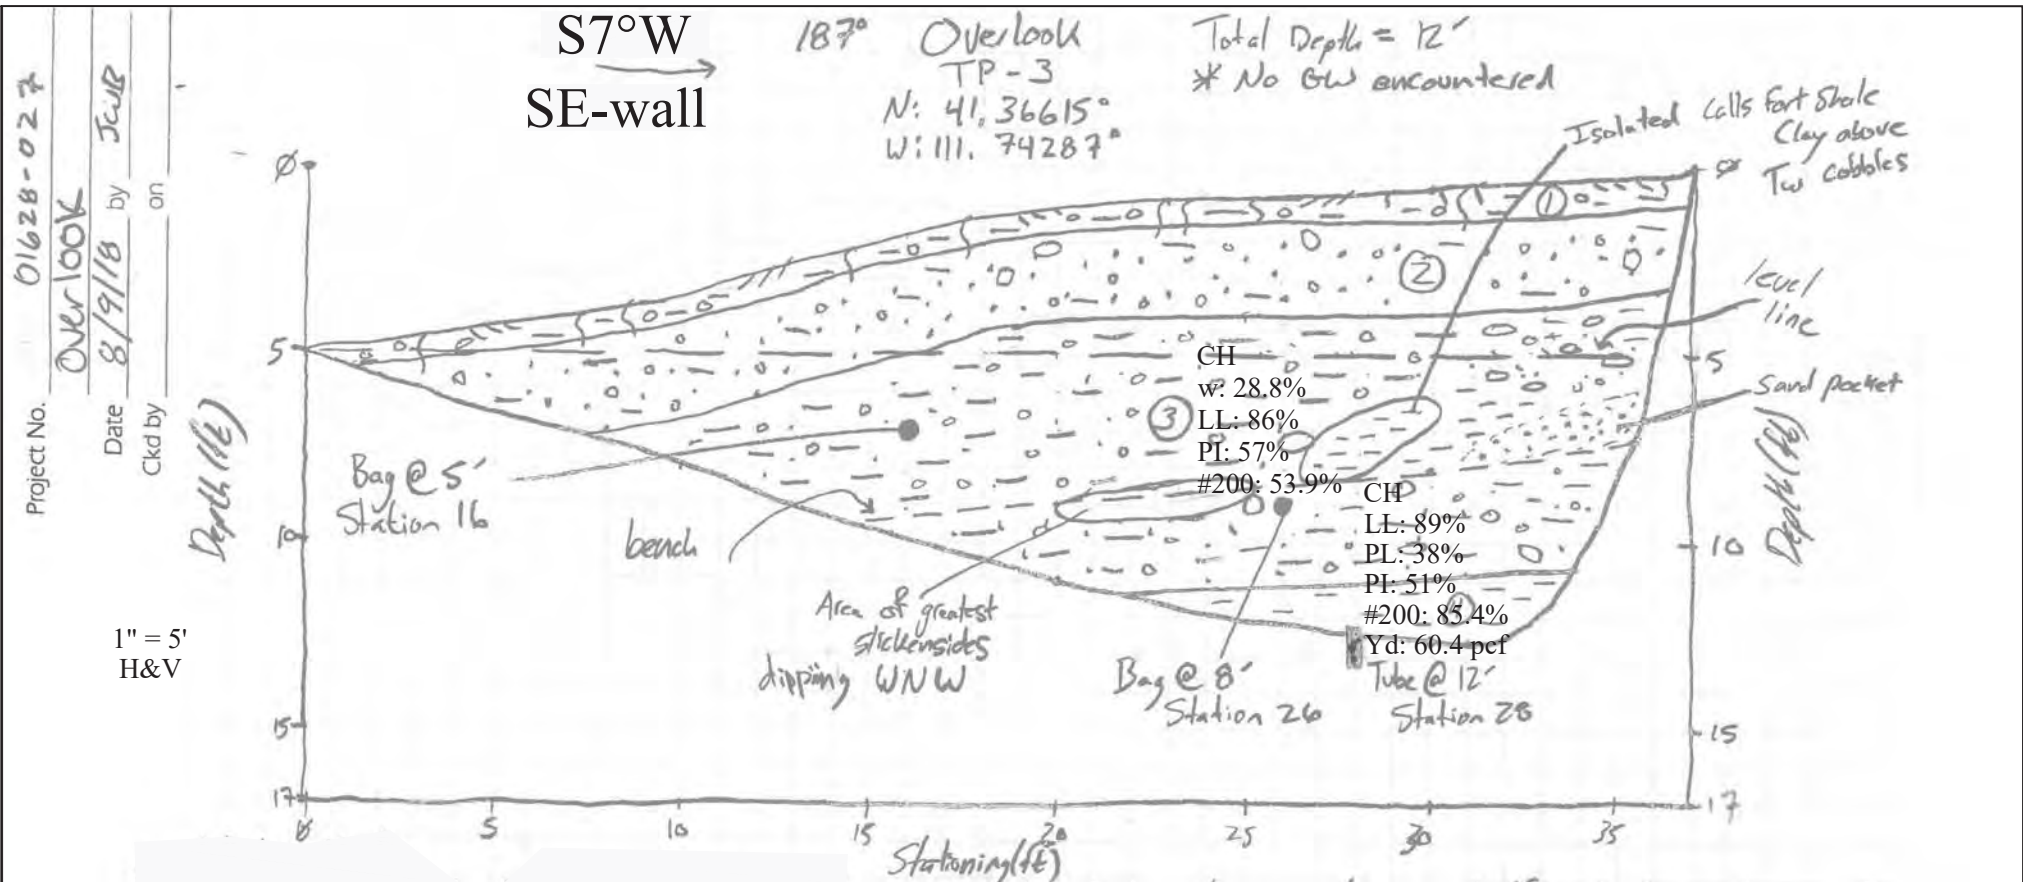 Project No. 01628-027
Overlook
Date 8/9/18 by
Ckd by on
S7°W
SE-wall
187°
Overlook
TP-3
N: 41.36615°
W: 111.74287°
Total Depth = 12'
* No GW encountered
Isolated Calls Fort Shale
Clay above
Tw cobbles
level
line
Sand pocket
Depth (ft)
Ø
5
10
15
17
①
②
③
④
CH
w: 28.8%
LL: 86%
PI: 57%
#200: 53.9%
CH
LL: 89%
PL: 38%
PI: 51%
#200: 85.4%
Yd: 60.4 pcf
Bag @ 5'
Station 16
bench
Area of greatest
slickensides
dipping WNW
Bag @ 8'
Station 26
Tube @ 12'
Station 28
Ø
5
10
15
17
Depth (ft)
1" = 5'
H&V
0 5 10 15 20 25 30 35
Stationing (ft)